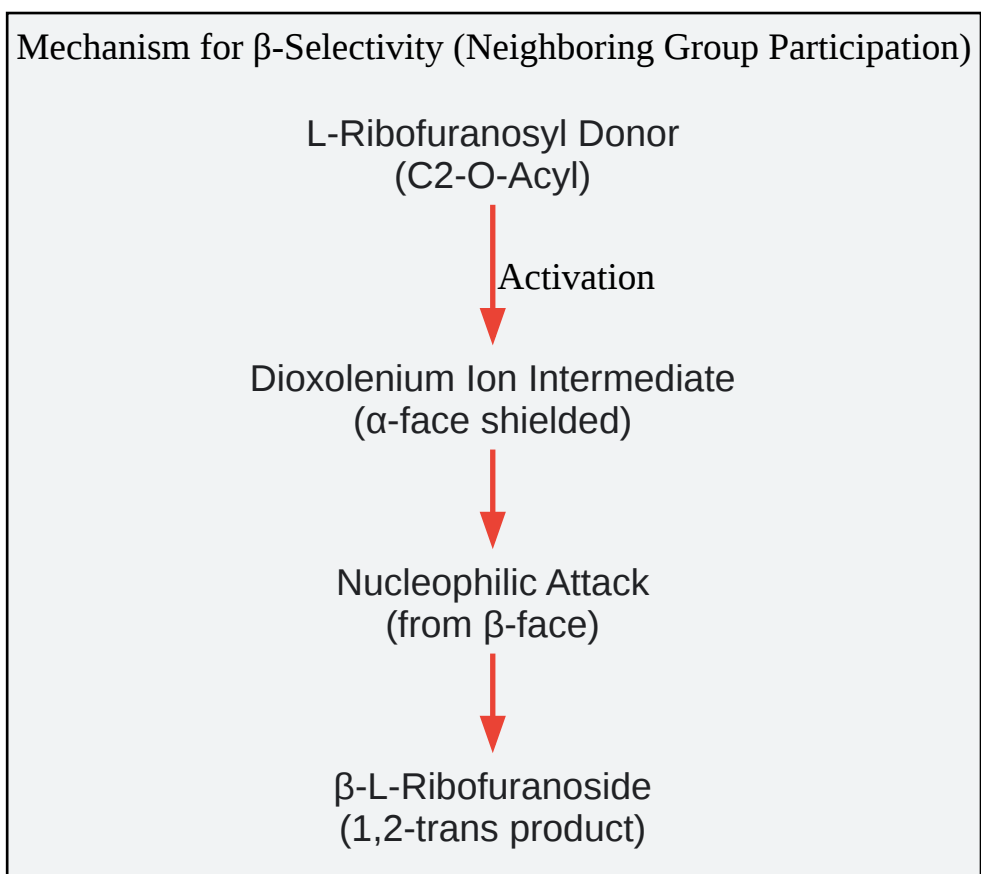 Mechanism for β-Selectivity (Neighboring Group Participation)
L-Ribofuranosyl Donor
(C2-O-Acyl)
Activation
Dioxolenium Ion Intermediate
(α-face shielded)
Nucleophilic Attack
(from β-face)
β-L-Ribofuranoside
(1,2-trans product)